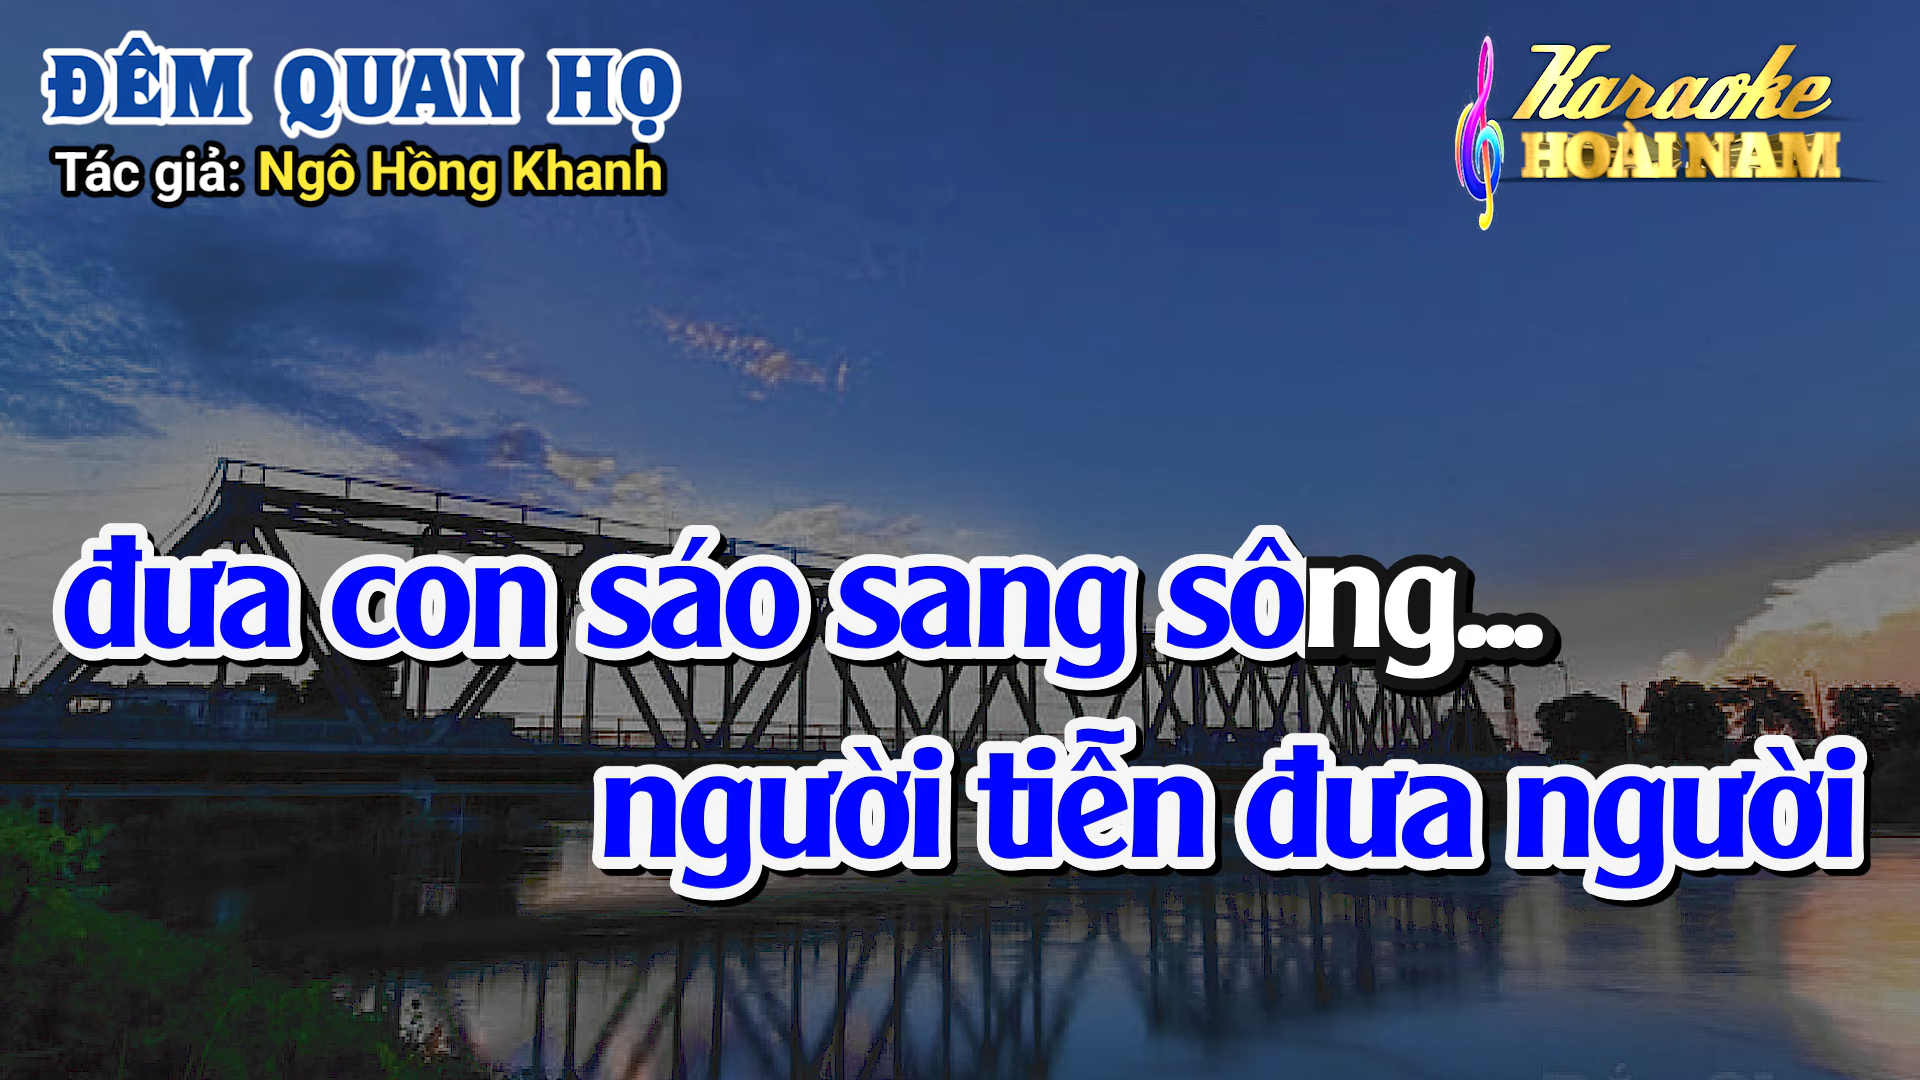 ĐÊM QUAN HỌ
Tác giả: Ngô Hồng Khanh
Karaoke
HOÀI NAM
đưa con sáo sang sông...
người tiễn đưa người